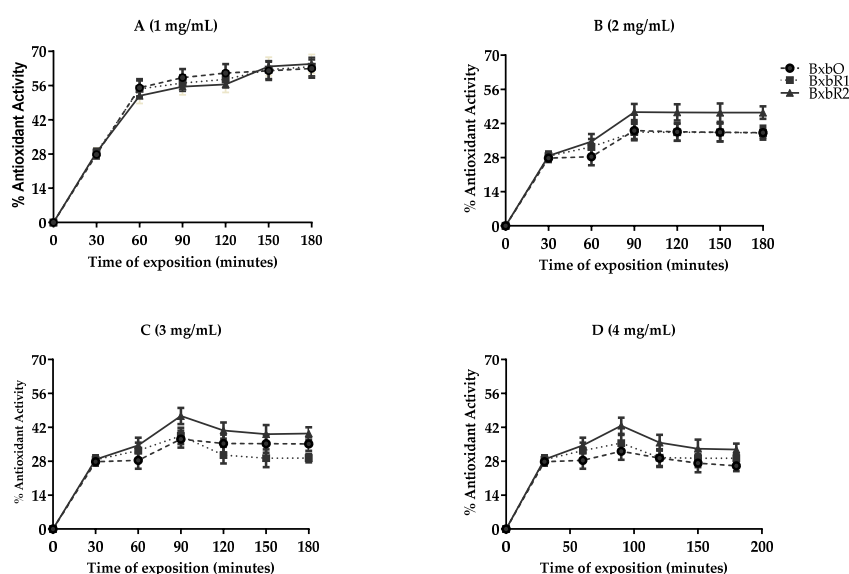 A (1 mg/mL)
% Antioxidant Activity
70
56
42
28
14
0
0 30 60 90 120 150 180
Time of exposition (minutes)
B (2 mg/mL)
% Antioxidant Activity
70
56
42
28
14
0
0 30 60 90 120 150 180
Time of exposition (minutes)
BxbO
BxbR1
BxbR2
C (3 mg/mL)
% Antioxidant Activity
70
56
42
28
14
0
0 30 60 90 120 150 180
Time of exposition (minutes)
D (4 mg/mL)
% Antioxidant Activity
70
56
42
28
14
0
0 50 100 150 200
Time of exposition (minutes)